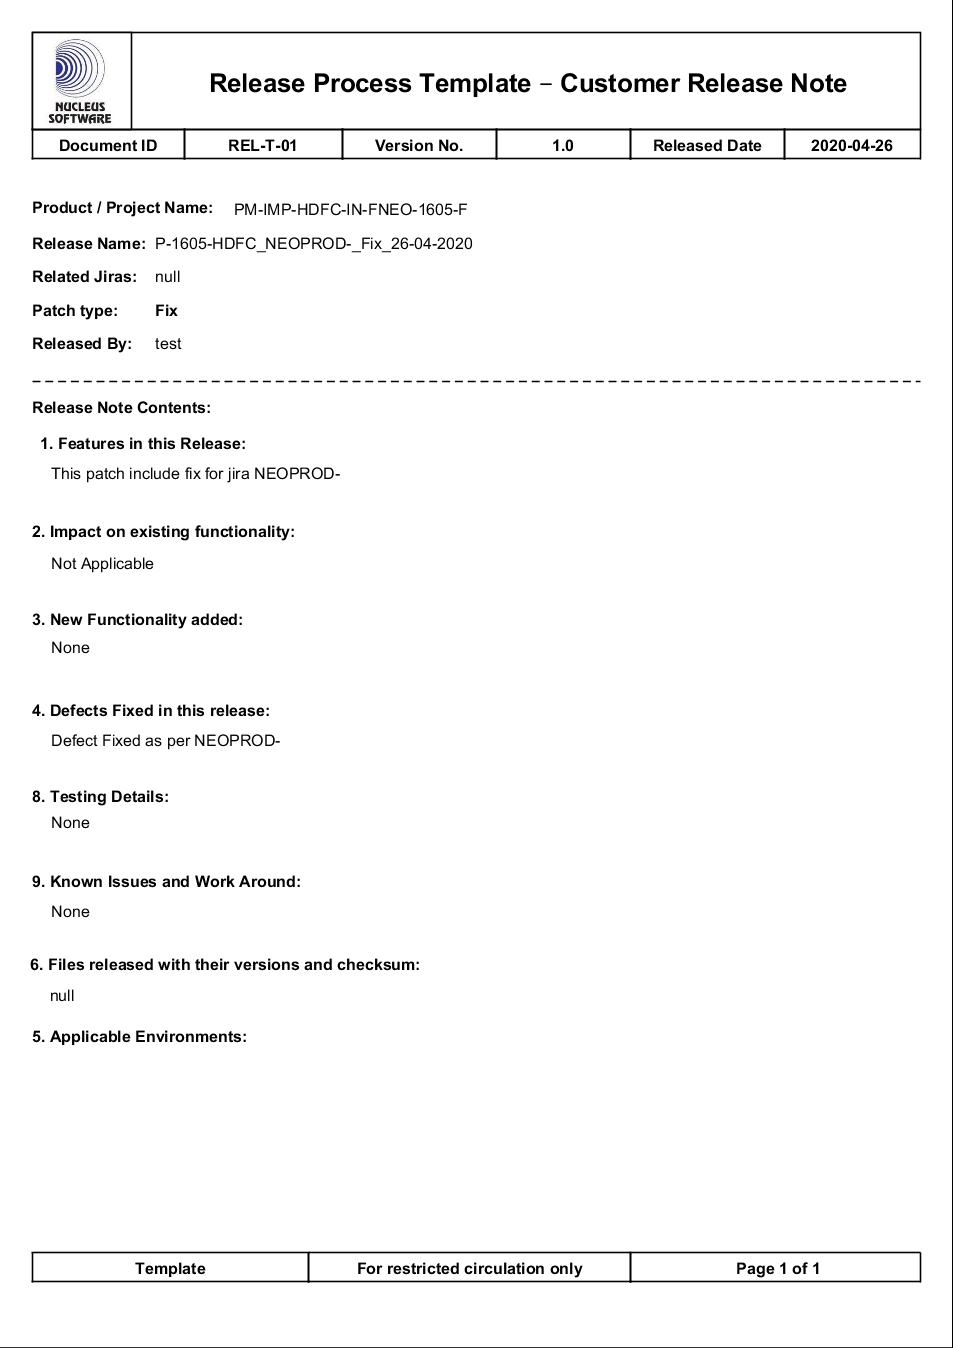 NUCLEUS
SOFTWARE
Release Process Template – Customer Release Note
Document ID REL-T-01 Version No. 1.0 Released Date 2020-04-26
Product / Project Name: PM-IMP-HDFC-IN-FNEO-1605-F
Release Name: P-1605-HDFC_NEOPROD-_Fix_26-04-2020
Related Jiras: null
Patch type: Fix
Released By: test
Release Note Contents:
1. Features in this Release:
This patch include fix for jira NEOPROD-
2. Impact on existing functionality:
Not Applicable
3. New Functionality added:
None
4. Defects Fixed in this release:
Defect Fixed as per NEOPROD-
8. Testing Details:
None
9. Known Issues and Work Around:
None
6. Files released with their versions and checksum:
null
5. Applicable Environments:
Template For restricted circulation only Page 1 of 1